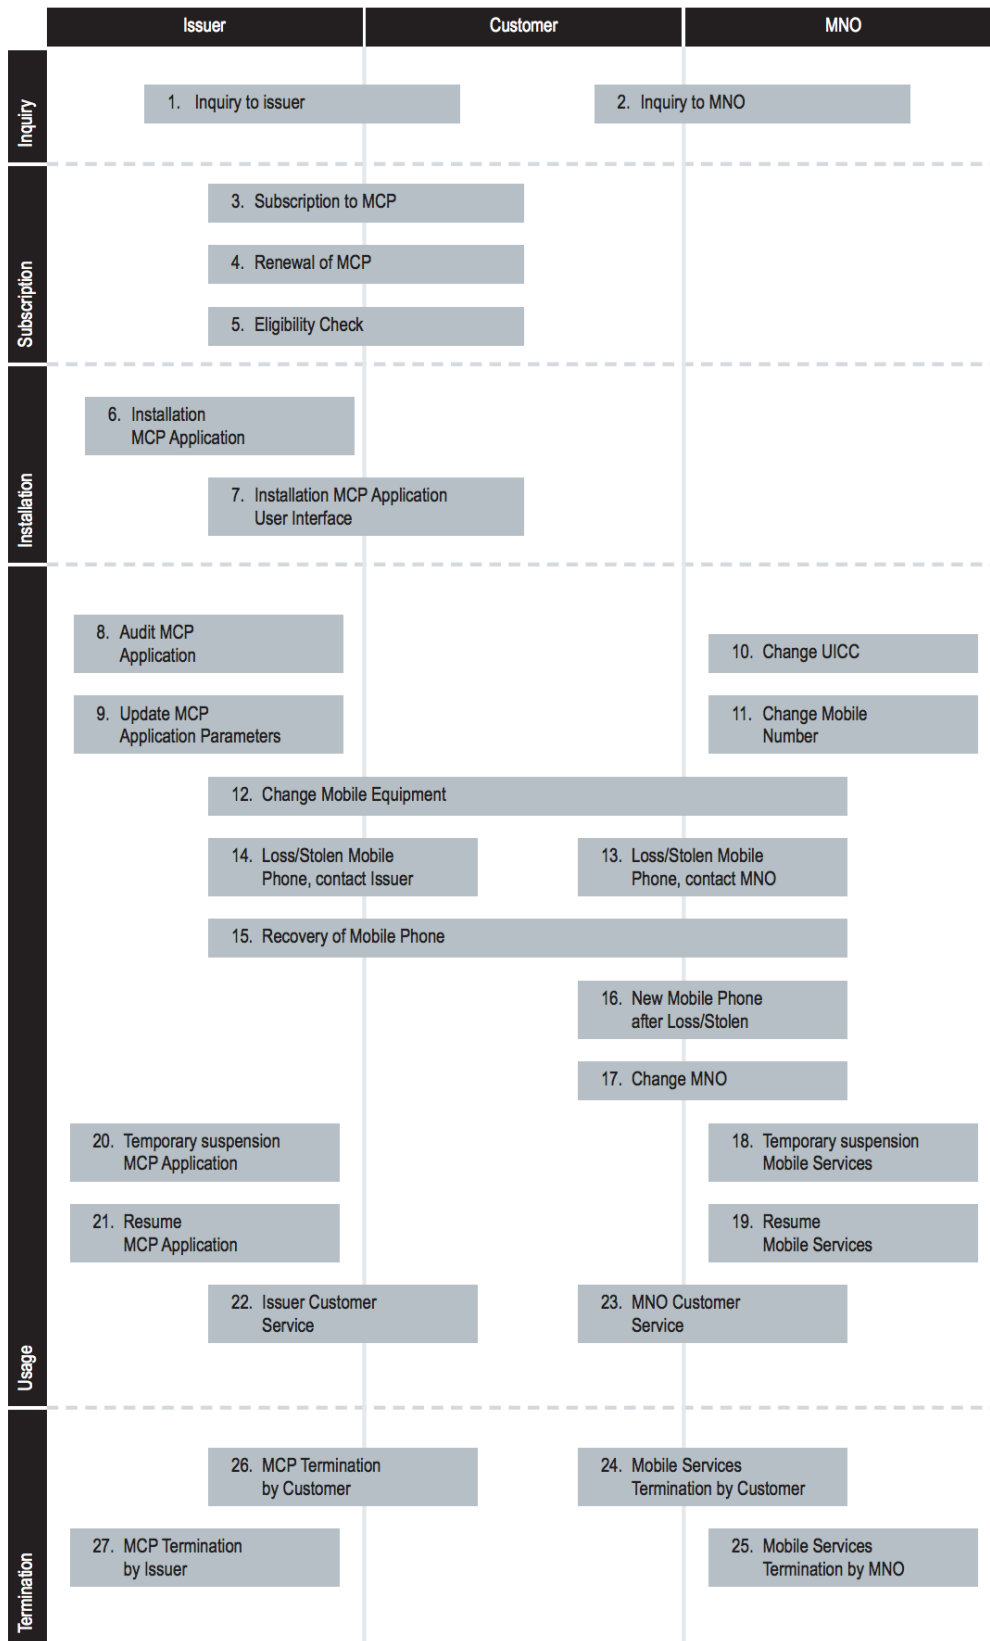 Issuer
Customer
MNO
Inquiry
1. Inquiry to issuer
2. Inquiry to MNO
Subscription
3. Subscription to MCP
4. Renewal of MCP
5. Eligibility Check
Installation
6. Installation
MCP Application
7. Installation MCP Application
User Interface
Usage
8. Audit MCP
Application
10. Change UICC
9. Update MCP
Application Parameters
11. Change Mobile
Number
12. Change Mobile Equipment
14. Loss/Stolen Mobile
Phone, contact Issuer
13. Loss/Stolen Mobile
Phone, contact MNO
15. Recovery of Mobile Phone
16. New Mobile Phone
after Loss/Stolen
17. Change MNO
20. Temporary suspension
MCP Application
18. Temporary suspension
Mobile Services
21. Resume
MCP Application
19. Resume
Mobile Services
22. Issuer Customer
Service
23. MNO Customer
Service
Termination
26. MCP Termination
by Customer
24. Mobile Services
Termination by Customer
27. MCP Termination
by Issuer
25. Mobile Services
Termination by MNO